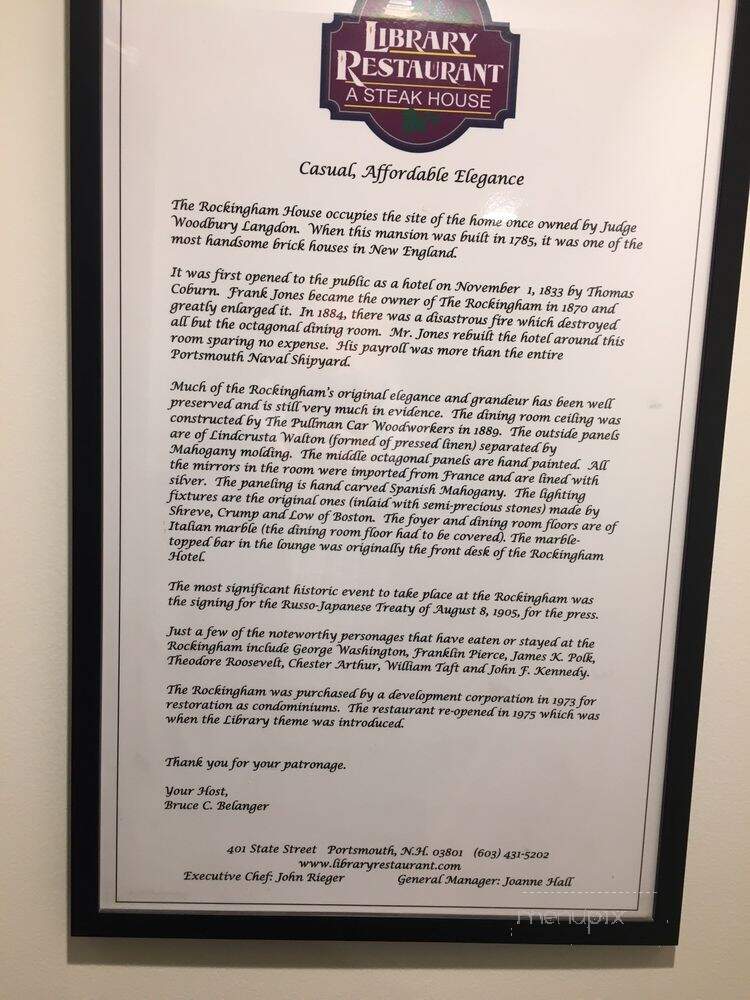 LIBRARY
RESTAURANT
A STEAK HOUSE
Casual, Affordable Elegance
The Rockingham House occupies the site of the home once owned by Judge
Woodbury Langdon. When this mansion was built in 1785, it was one of the
most handsome brick houses in New England.
It was first opened to the public as a hotel on November 1, 1833 by Thomas
Coburn. Frank Jones became the owner of The Rockingham in 1870 and
greatly enlarged it. In 1884, there was a disastrous fire which destroyed
all but the octagonal dining room. Mr. Jones rebuilt the hotel around this
room sparing no expense. His payroll was more than the entire
Portsmouth Naval Shipyard.
Much of the Rockingham's original elegance and grandeur has been well
preserved and is still very much in evidence. The dining room ceiling was
constructed by The Pullman Car Woodworkers in 1889. The outside panels
are of Lindcrusta Walton (formed of pressed linen) separated by
Mahogany molding. The middle octagonal panels are hand painted. All
the mirrors in the room were imported from France and are lined with
silver. The paneling is hand carved Spanish Mahogany. The lighting
fixtures are the original ones (inlaid with semi-precious stones) made by
Shreve, Crump and Low of Boston. The foyer and dining room floors are of
Italian marble (the dining room floor had to be covered). The marble-
topped bar in the lounge was originally the front desk of the Rockingham
Hotel.
The most significant historic event to take place at the Rockingham was
the signing for the Russo-Japanese Treaty of August 8, 1905, for the press.
Just a few of the noteworthy personages that have eaten or stayed at the
Rockingham include George Washington, Franklin Pierce, James K. Polk,
Theodore Roosevelt, Chester Arthur, William Taft and John F. Kennedy.
The Rockingham was purchased by a development corporation in 1973 for
restoration as condominiums. The restaurant re-opened in 1975 which was
when the Library theme was introduced.
Thank you for your patronage.
Your Host,
Bruce C. Belanger
401 State Street Portsmouth, N.H. 03801 (603) 431-5202
www.libraryrestaurant.com
Executive Chef: John Rieger General Manager: Joanne Hall
menupix